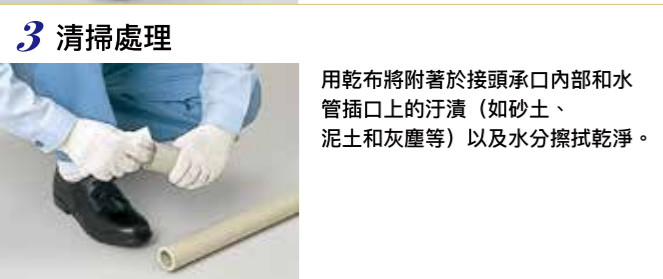 3 清掃處理
用乾布將附著於接頭承口內部和水
管插口上的汙漬（如砂土、
泥土和灰塵等）以及水分擦拭乾淨。